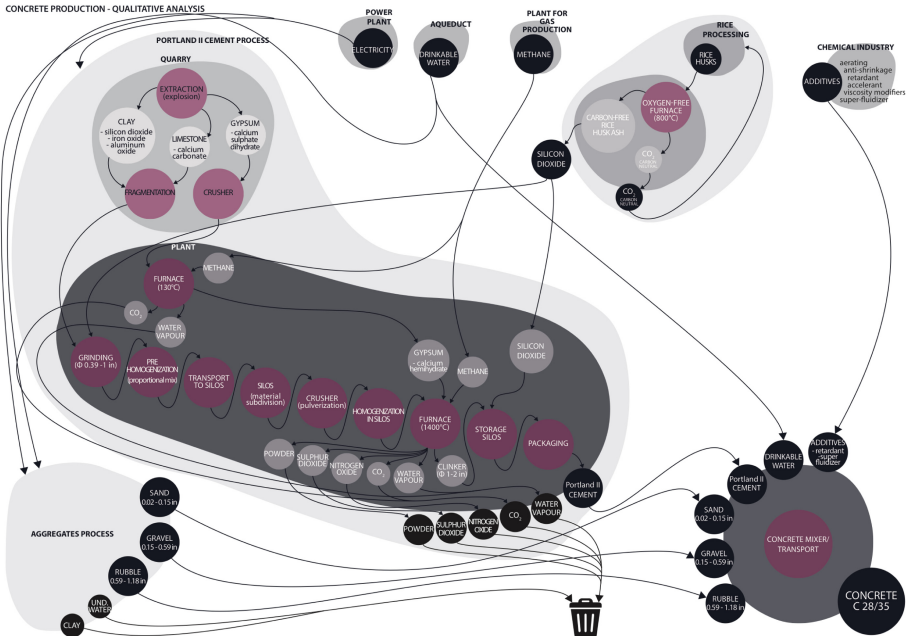 CONCRETE PRODUCTION - QUALITATIVE ANALYSIS
POWER
PLANT
ELECTRICITY
AQUEDUCT
DRINKABLE
WATER
PLANT FOR
GAS
PRODUCTION
METHANE
RICE
PROCESSING
RICE
HUSKS
OXYGEN-FREE
FURNACE
(800°C)
CARBON-FREE
RICE
HUSK ASH
CO2
CARBON
NEUTRAL
CO2
CARBON
NEUTRAL
SILICON
DIOXIDE
CHEMICAL INDUSTRY
ADDITIVES
aerating
anti-shrinkage
retardant
accelerant
viscosity modifiers
super-fluidizer
PORTLAND II CEMENT PROCESS
QUARRY
EXTRACTION
(explosion)
CLAY
- silicon dioxide
- iron oxide
- aluminum
oxide
LIMESTONE
- calcium
carbonate
GYPSUM
- calcium
sulphate
dihydrate
FRAGMENTATION
CRUSHER
PLANT
FURNACE
(130°C)
METHANE
CO2
WATER
VAPOUR
GRINDING
(Φ 0.39 -1 in)
PRE
HOMOGENIZATION
(proportional mix)
TRANSPORT
TO SILOS
SILOS
(material
subdivision)
CRUSHER
(pulverization)
HOMOGENIZATION
IN SILOS
GYPSUM
- calcium
hemihydrate
METHANE
FURNACE
(1400°C)
SILICON
DIOXIDE
STORAGE
SILOS
PACKAGING
POWDER
SULPHUR
DIOXIDE
NITROGEN
OXIDE
CO2
WATER
VAPOUR
CLINKER
(Φ 1-2 in)
Portland II
CEMENT
POWDER
SULPHUR
DIOXIDE
NITROGEN
OXIDE
CO2
WATER
VAPOUR
AGGREGATES PROCESS
SAND
0.02 - 0.15 in
GRAVEL
0.15 - 0.59 in
RUBBLE
0.59 - 1.18 in
UND.
WATER
CLAY
ADDITIVES
- retardant
-super
fluidizer
DRINKABLE
WATER
Portland II
CEMENT
SAND
0.02 - 0.15 in
GRAVEL
0.15 - 0.59 in
RUBBLE
0.59 - 1.18 in
CONCRETE MIXER/
TRANSPORT
CONCRETE
C 28/35